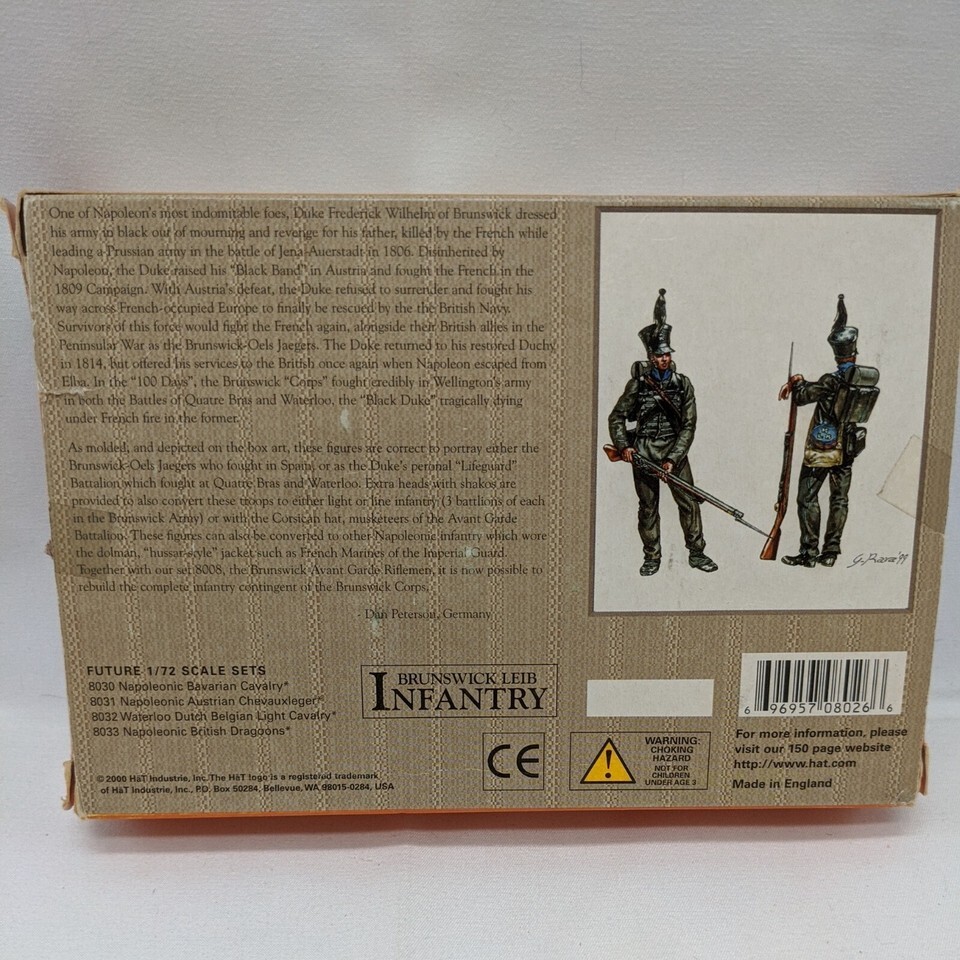 One of Napoleon's most indomitable foes, Duke Frederick Wilhelm of Brunswick dressed
his army in black out of mourning and revenge for his father, killed by the French while
leading a Prussian army in the battle of Jena-Auerstadt in 1806. Disinherited by
Napoleon, the Duke raised his "Black Band" in Austria and fought the French in the
1809 Campaign. With Austria's defeat, the Duke refused to surrender and fought his
way across French-occupied Europe to finally be rescued by the the British Navy.
Survivors of this force would fight the French again, alongside their British allies in the
Peninsular War as the Brunswick-Oels Jaegers. The Duke returned to his restored Duchy
in 1814, but offered his services to the British once again when Napoleon escaped from
Elba. In the "100 Days", the Brunswick "Corps" fought credibly in Wellington's army
in both the Battles of Quatre Bras and Waterloo, the "Black Duke" tragically dying
under French fire in the former.
As molded, and depicted on the box art, these figures are correct to portray either the
Brunswick-Oels Jaegers who fought in Spain, or as the Duke's peronal "Lifeguard"
Battalion which fought at Quatre Bras and Waterloo. Extra heads with shakos are
provided to also convert these troops to either light or line infantry (3 battlions of each
in the Brunswick Army) or with the Corsican hat, musketeers of the Avant Garde
Battalion. These figures can also be converted to other Napoleonic infantry which wore
the dolman, "hussar-style" jacket such as French Marines of the Imperial Guard.
Together with our set 8008, the Brunswick Avant Garde Riflemen, it is now possible to
rebuild the complete infantry contingent of the Brunswick Corps.
- Dan Peterson, Germany
FUTURE 1/72 SCALE SETS
8030 Napoleonic Bavarian Cavalry*
8031 Napoleonic Austrian Chevauxleger*
8032 Waterloo Dutch Belgian Light Cavalry*
8033 Napoleonic British Dragoons*
© 2000 HäT Industrie, Inc. The HäT logo is a registered trademark
of HäT Industrie, Inc., P.O. Box 50284, Bellevue, WA 98015-0284, USA
BRUNSWICK LEIB
INFANTRY
CE
WARNING:
CHOKING
HAZARD
NOT FOR
CHILDREN
UNDER AGE 3
6 96957 08026 6
For more information, please
visit our 150 page website
http://www.hat.com
Made in England